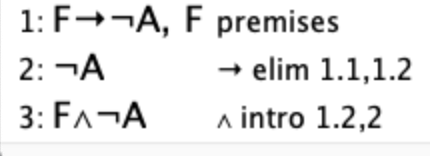 1: F→¬A, F premises
2: ¬A → elim 1.1,1.2
3: F∧¬A ∧ intro 1.2,2